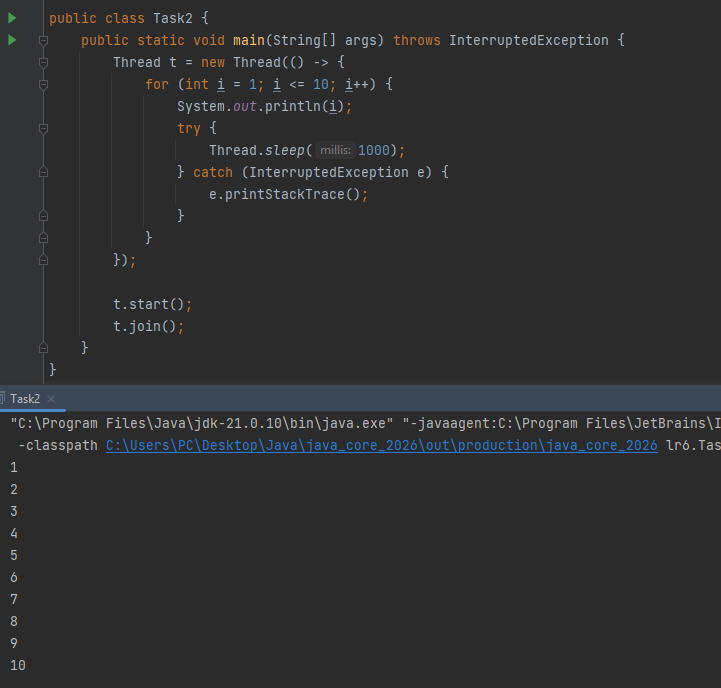 public class Task2 {
    public static void main(String[] args) throws InterruptedException {
        Thread t = new Thread(() -> {
            for (int i = 1; i <= 10; i++) {
                System.out.println(i);
                try {
                    Thread.sleep( millis: 1000);
                } catch (InterruptedException e) {
                    e.printStackTrace();
                }
            }
        });

        t.start();
        t.join();
    }
}
Task2
"C:\Program Files\Java\jdk-21.0.10\bin\java.exe" "-javaagent:C:\Program Files\JetBrains\I
-classpath C:\Users\PC\Desktop\Java\java_core_2026\out\production\java_core_2026 lr6.Tas
1
2
3
4
5
6
7
8
9
10